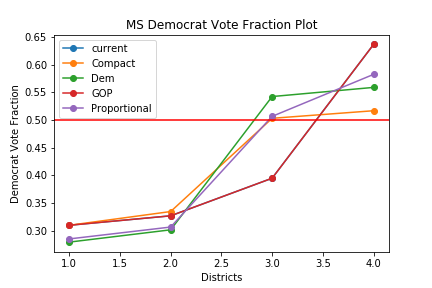 MS Democrat Vote Fraction Plot
current
Compact
Dem
GOP
Proportional
Democrat Vote Fraction
0.65
0.60
0.55
0.50
0.45
0.40
0.35
0.30
1.0 1.5 2.0 2.5 3.0 3.5 4.0
Districts